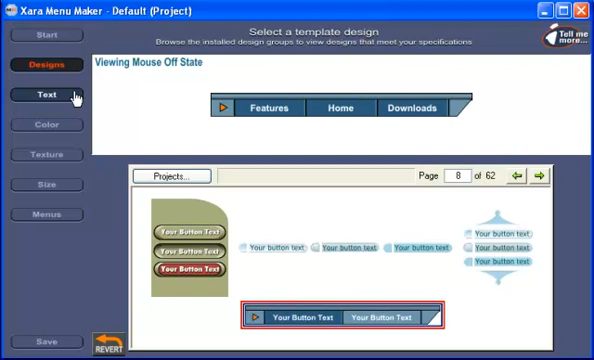 Xara Menu Maker - Default (Project)
Start
Select a template design
Browse the installed design groups to view designs that meet your specifications
Tell me
more...
Designs
Viewing Mouse Off State
Text
Features
Home
Downloads
Color
Texture
Projects...
Page
8
of 62
Size
Menus
Your Button Text
Your Button Text
Your Button Text
Your button text
Your button text
Your button text
Your button text
Your button text
Your button text
Your Button Text
Your Button Text
Save
REVERT